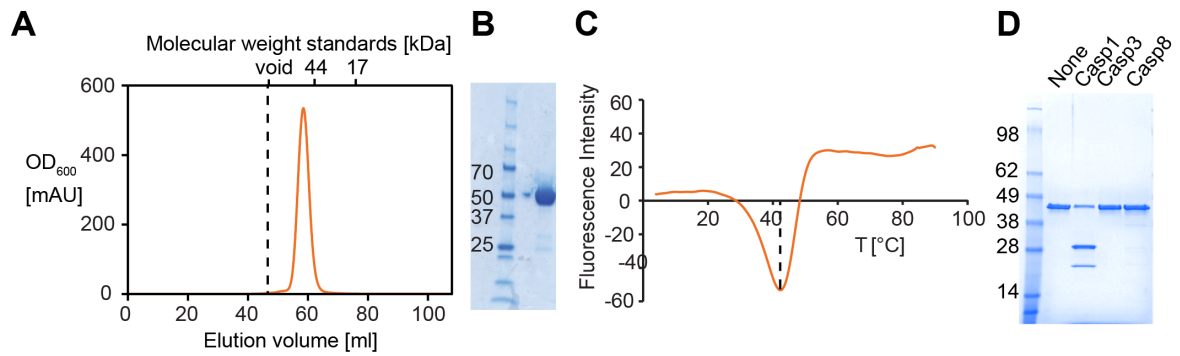 A
Molecular weight standards [kDa]
void 44 17
600
400
200
0
OD600
[mAU]
0 20 40 60 80 100
Elution volume [ml]
B
70
50
37
25
C
Fluorescence Intensity
60
40
20
0
-20
-40
-60
20 40 60 80 100
T [°C]
D
None
Casp1
Casp3
Casp8
98
62
49
38
28
14